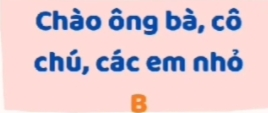 Chào ông bà, cô
chú, các em nhỏ
B